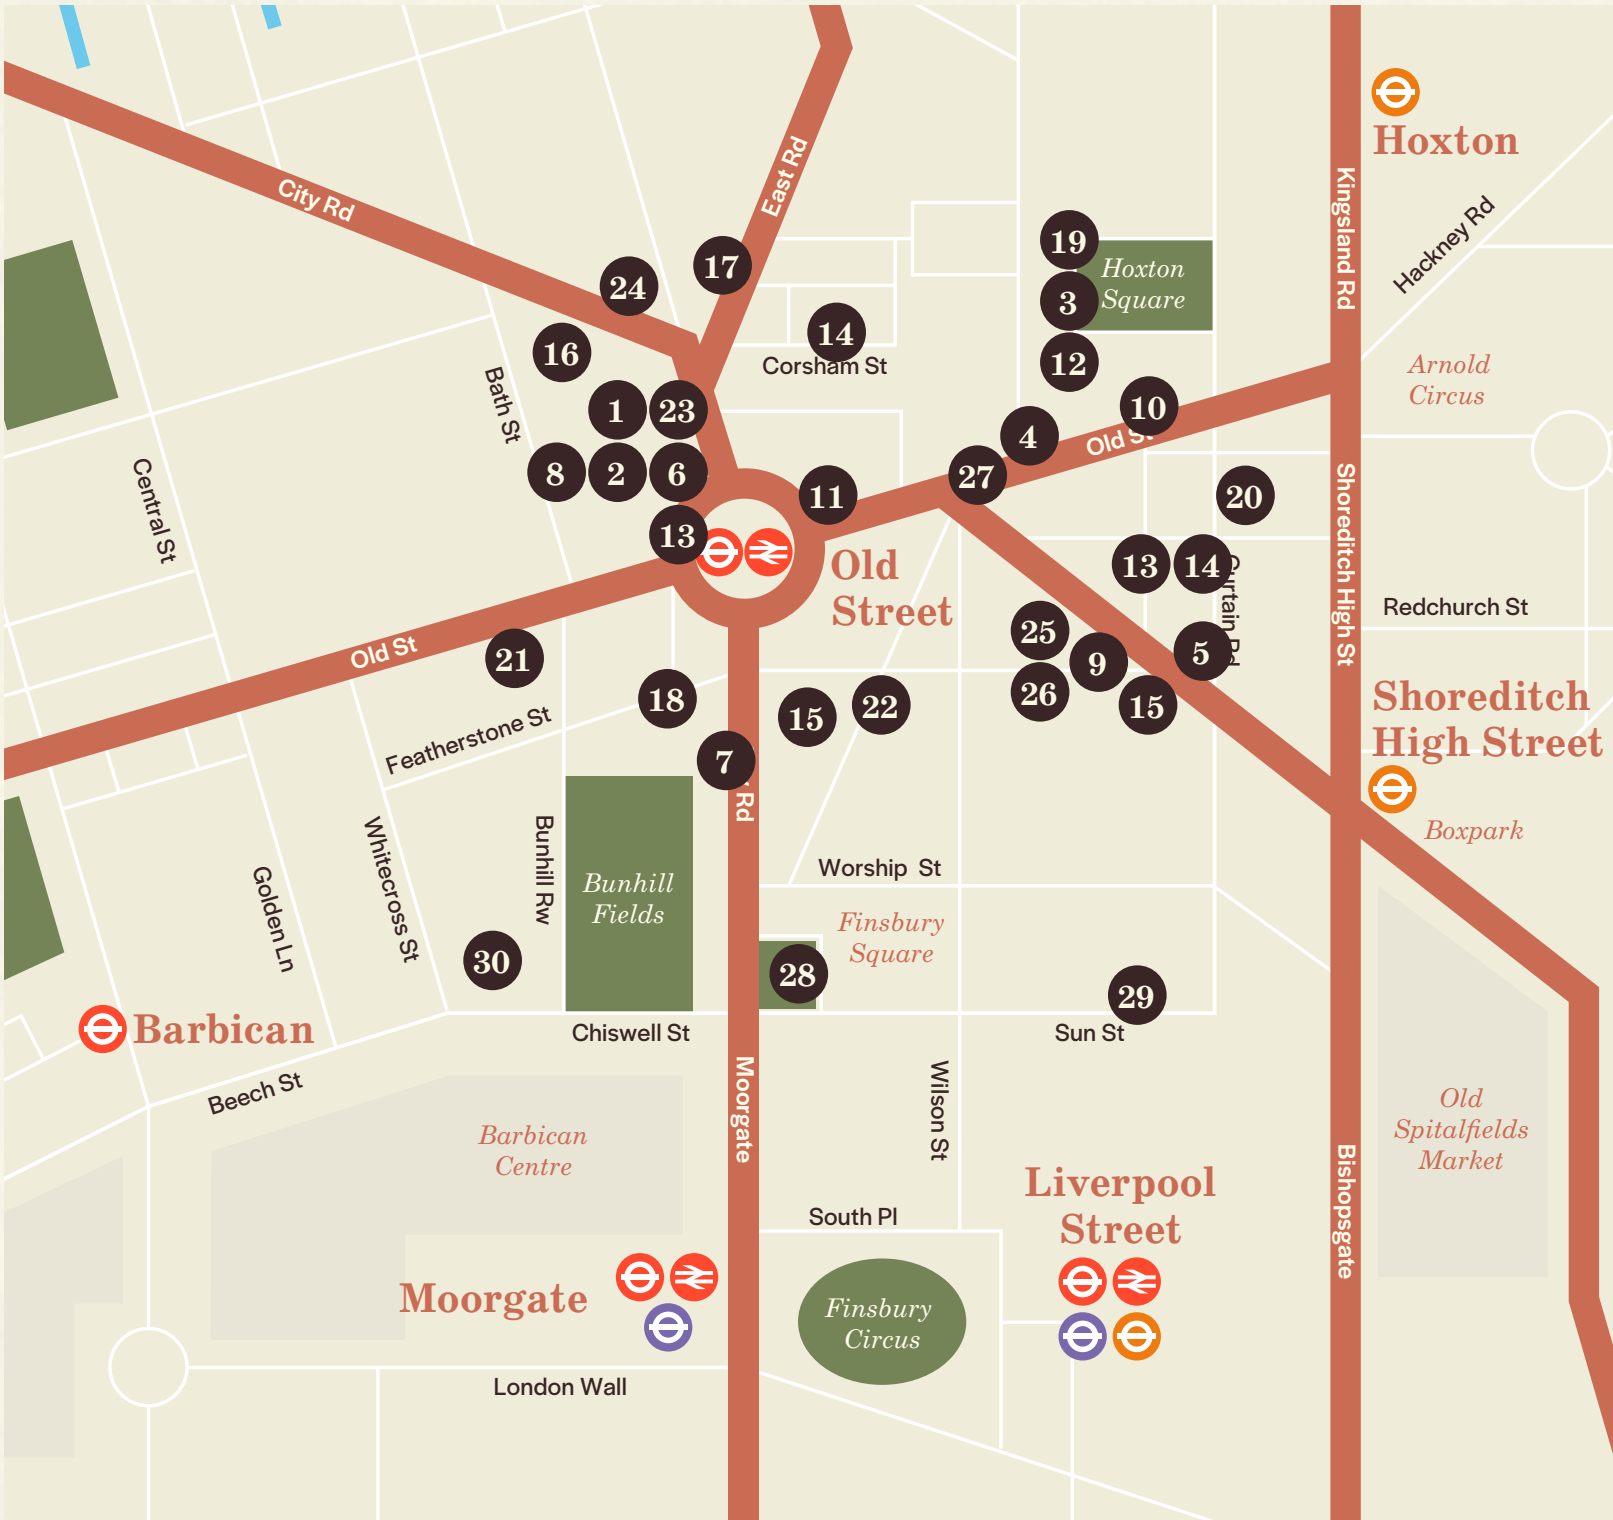 Hoxton
City Rd
East Rd
Kingsland Rd
Hackney Rd
17
19
Hoxton
Square
24
3
14
16
Corsham St
12
Arnold
Circus
Bath St
1
23
10
4
Old St
8
2
6
27
11
20
Central St
Shoreditch High St
13
Old
Street
13
14
Curtain Rd
Redchurch St
25
Old St
21
9
5
18
26
15
22
15
Shoreditch
High Street
Featherstone St
7
Rd
Boxpark
Whitecross St
Bunhill Rw
Golden Ln
Worship St
Bunhill
Fields
Finsbury
Square
30
28
29
Barbican
Chiswell St
Sun St
Moorgate
Wilson St
Beech St
Barbican
Centre
Old
Spitalfields
Market
Bishopsgate
Liverpool
Street
South Pl
Moorgate
Finsbury
Circus
London Wall